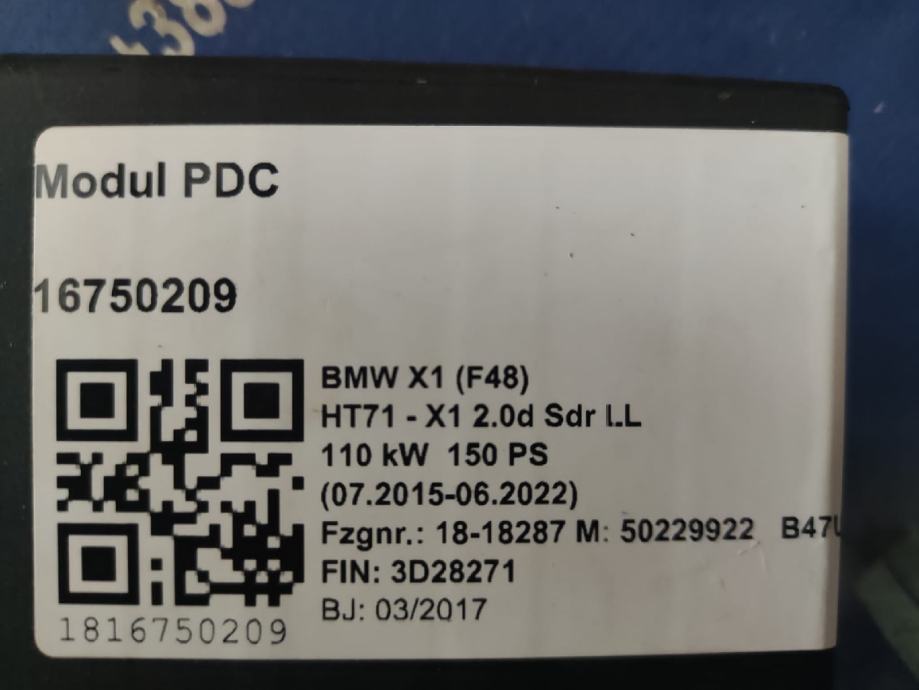 Modul PDC
16750209
BMW X1 (F48)
HT71 - X1 2.0d Sdr LL
110 kW 150 PS
(07.2015-06.2022)
Fzgnr.: 18-18287 M: 50229922
FIN: 3D28271
BJ: 03/2017
1816750209